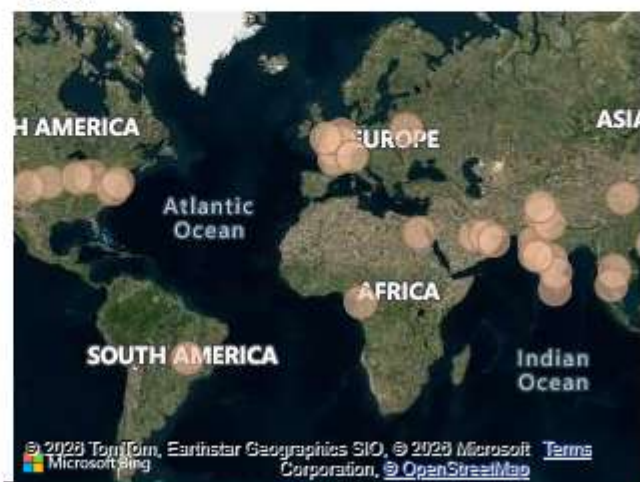 H AMERICA
EUROPE
ASIA
Atlantic
Ocean
AFRICA
SOUTH AMERICA
Indian
Ocean
© 2026 TomTom, Earthstar Geographics SIO, © 2026 Microsoft Terms
Microsoft Bing
Corporation, © OpenStreetMap